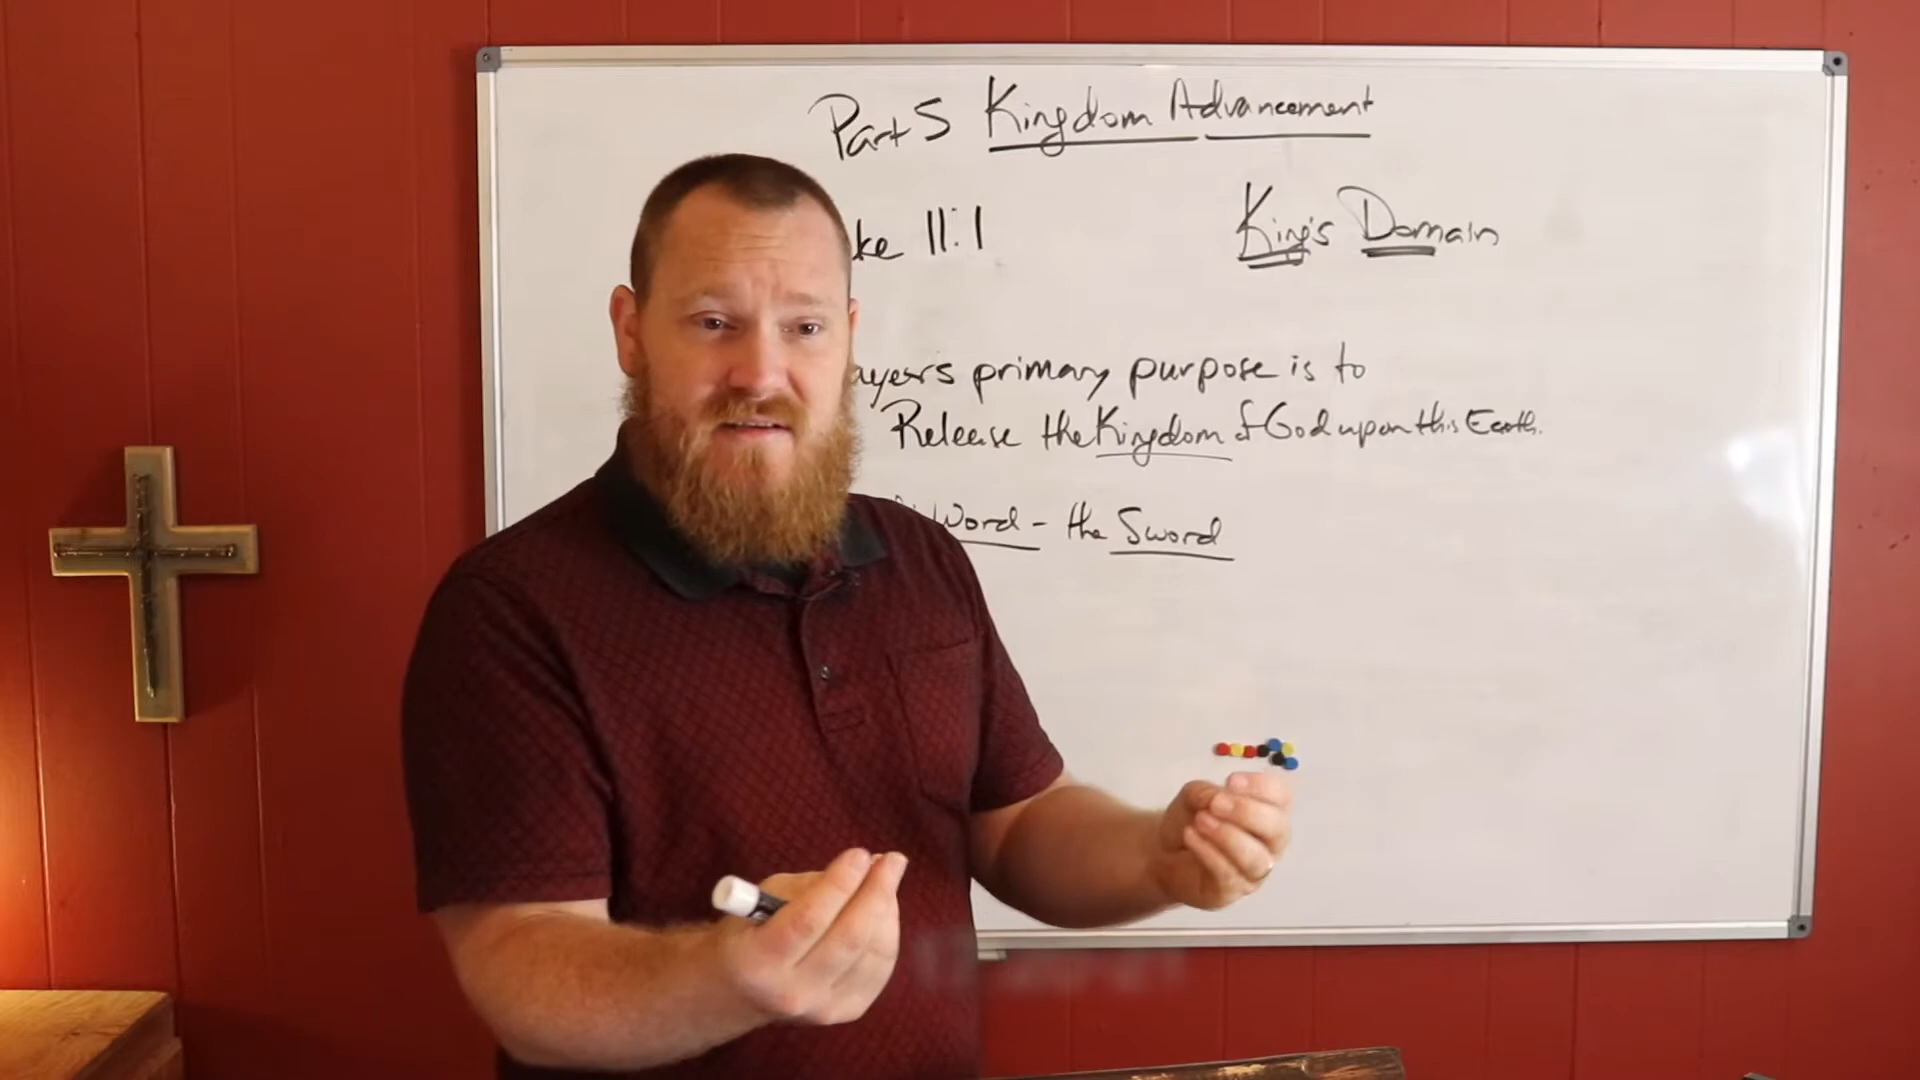 Part 5 Kingdom Advancement
ke 11:1
King's Domain
ayers primary purpose is to
Release the Kingdom of God upon this Earth.
Word - the Sword